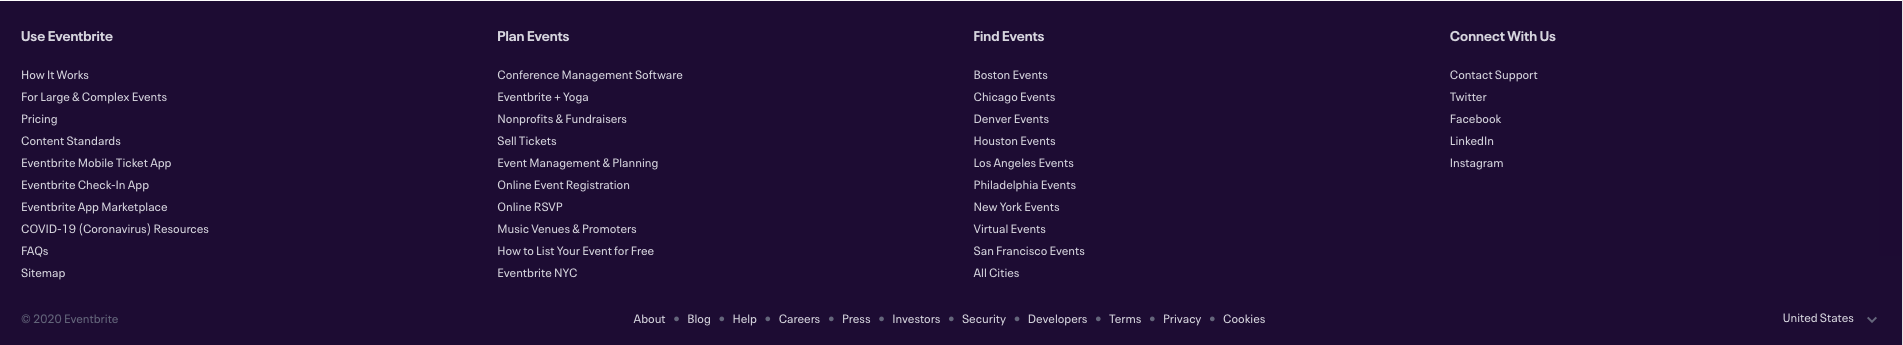 Use Eventbrite
How It Works
For Large & Complex Events
Pricing
Content Standards
Eventbrite Mobile Ticket App
Eventbrite Check-In App
Eventbrite App Marketplace
COVID-19 (Coronavirus) Resources
FAQs
Sitemap
Plan Events
Conference Management Software
Eventbrite + Yoga
Nonprofits & Fundraisers
Sell Tickets
Event Management & Planning
Online Event Registration
Online RSVP
Music Venues & Promoters
How to List Your Event for Free
Eventbrite NYC
Find Events
Boston Events
Chicago Events
Denver Events
Houston Events
Los Angeles Events
Philadelphia Events
New York Events
Virtual Events
San Francisco Events
All Cities
Connect With Us
Contact Support
Twitter
Facebook
LinkedIn
Instagram
© 2020 Eventbrite
About • Blog • Help • Careers • Press • Investors • Security • Developers • Terms • Privacy • Cookies
United States